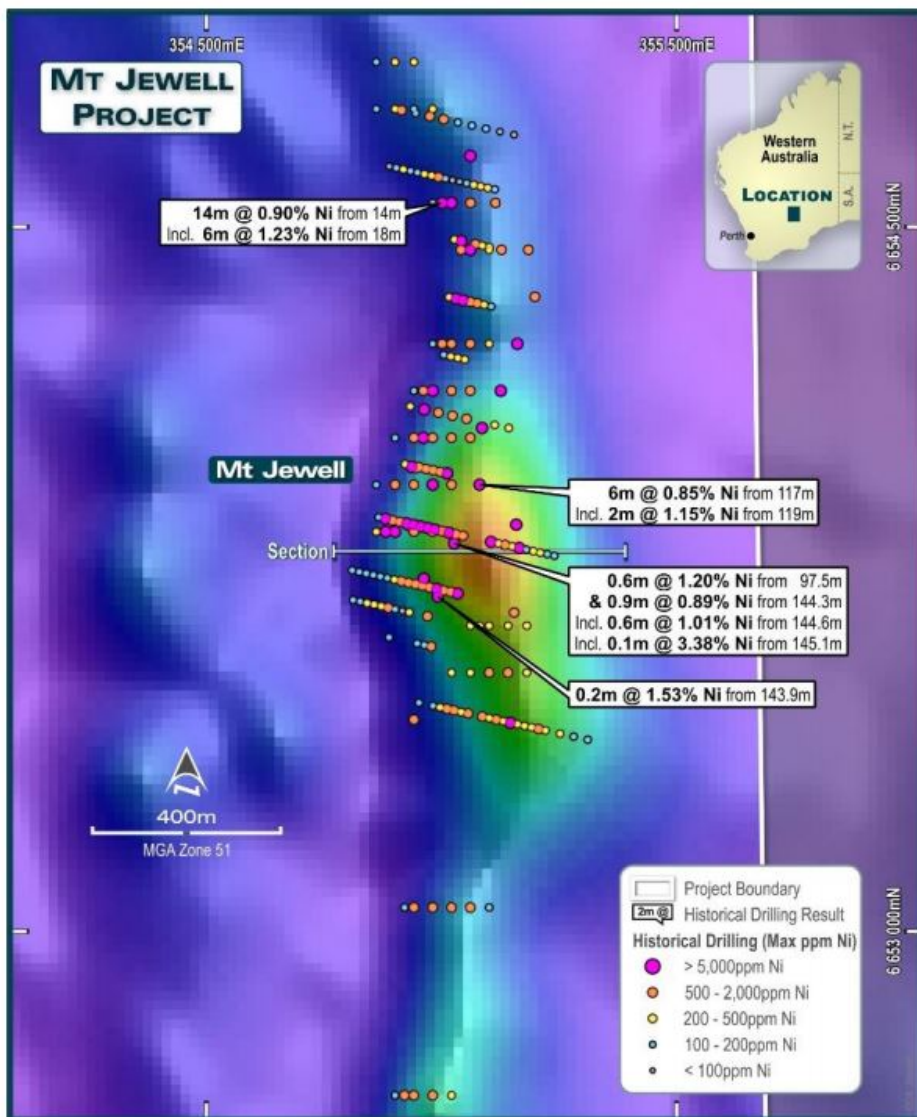 354 500mE
355 500mE
MT JEWELL
PROJECT
Western
Australia
N.T.
S.A.
LOCATION
Perth
6 654 500mN
14m @ 0.90% Ni from 14m
Incl. 6m @ 1.23% Ni from 18m
Mt Jewell
6m @ 0.85% Ni from 117m
Incl. 2m @ 1.15% Ni from 119m
Section
0.6m @ 1.20% Ni from 97.5m
& 0.9m @ 0.89% Ni from 144.3m
Incl. 0.6m @ 1.01% Ni from 144.6m
Incl. 0.1m @ 3.38% Ni from 145.1m
0.2m @ 1.53% Ni from 143.9m
N
400m
MGA Zone 51
6 653 000mN
Project Boundary
2m @ Historical Drilling Result
Historical Drilling (Max ppm Ni)
> 5,000ppm Ni
500 - 2,000ppm Ni
200 - 500ppm Ni
100 - 200ppm Ni
< 100ppm Ni